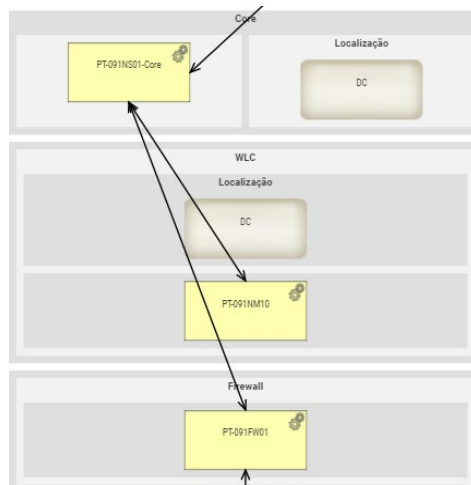 Core
PT-091NS01-Core
Localização
DC
WLC
Localização
DC
PT-091NM10
Firewall
PT-091FW01